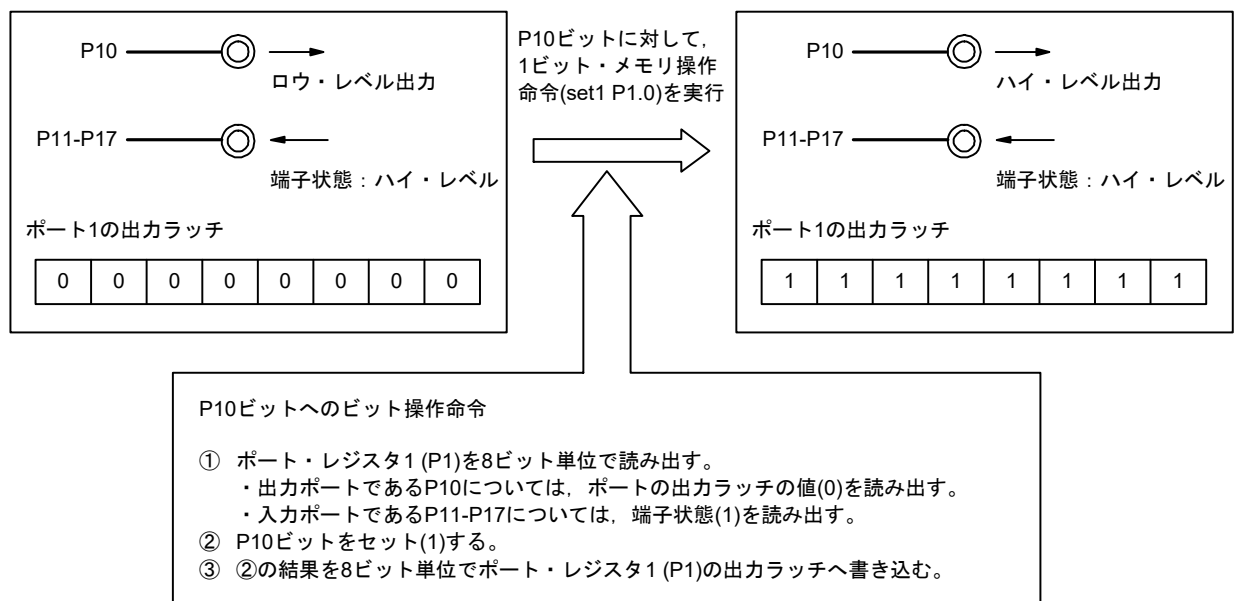 P10
ロウ・レベル出力
P11-P17
端子状態：ハイ・レベル
ポート1の出力ラッチ
0 0 0 0 0 0 0 0
P10ビットに対して，
1ビット・メモリ操作
命令(set1 P1.0)を実行
P10
ハイ・レベル出力
P11-P17
端子状態：ハイ・レベル
ポート1の出力ラッチ
1 1 1 1 1 1 1 1
P10ビットへのビット操作命令
① ポート・レジスタ1 (P1)を8ビット単位で読み出す。
・出力ポートであるP10については，ポートの出力ラッチの値(0)を読み出す。
・入力ポートであるP11-P17については，端子状態(1)を読み出す。
② P10ビットをセット(1)する。
③ ②の結果を8ビット単位でポート・レジスタ1 (P1)の出力ラッチへ書き込む。